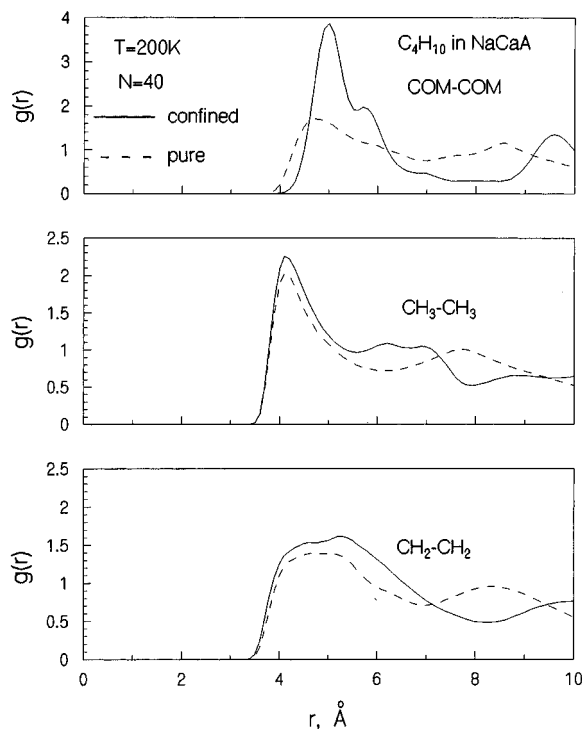 4
3
2
1
0
g(r)
T=200K
N=40
confined
pure
C₄H₁₀ in NaCaA
COM-COM
2.5
2
1.5
1
0.5
0
g(r)
CH₃-CH₃
2.5
2
1.5
1
0.5
0
g(r)
CH₂-CH₂
0 2 4 6 8 10
r, Å